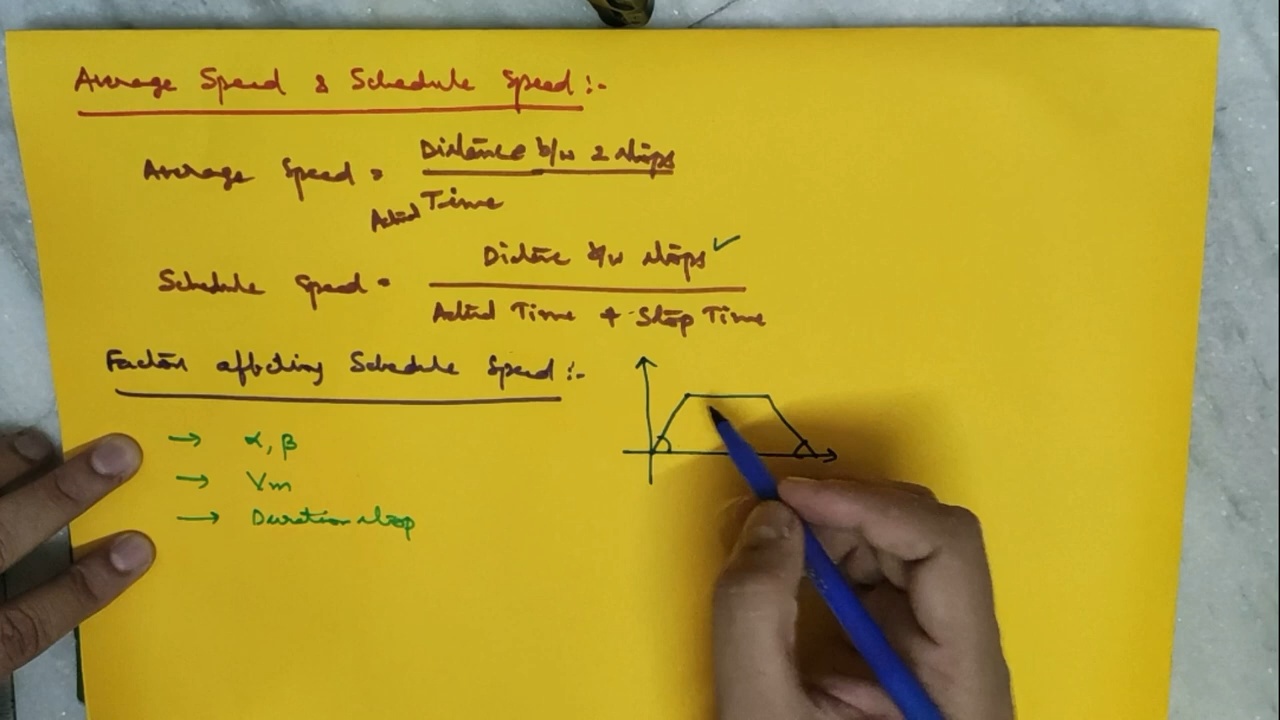 Average Speed & Schedule Speed :-
Average Speed = Distance b/w 2 stops
Actual Time
Schedule Speed = Distance b/w stops ✓
Actual Time + Stop Time
Factors affecting Schedule Speed :-
→ α, β
→ Vm
→ Duration stop